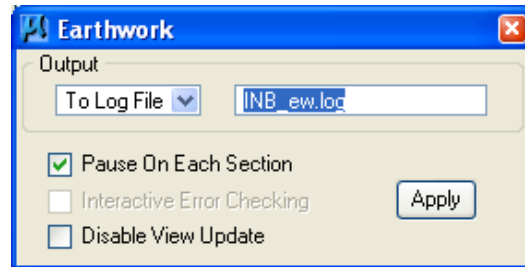 Earthwork
Output
To Log File INB_ew.log
Pause On Each Section
Interactive Error Checking
Apply
Disable View Update